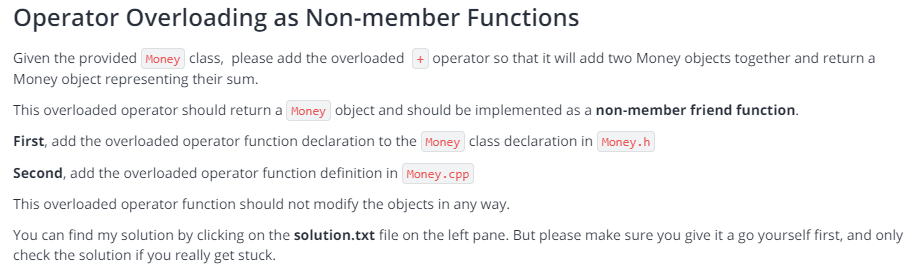 Operator Overloading as Non-member Functions
Given the provided Money class,  please add the overloaded + operator so that it will add two Money objects together and return a
Money object representing their sum.
This overloaded operator should return a Money object and should be implemented as a non-member friend function.
First, add the overloaded operator function declaration to the Money class declaration in Money.h
Second, add the overloaded operator function definition in Money.cpp
This overloaded operator function should not modify the objects in any way.
You can find my solution by clicking on the solution.txt file on the left pane. But please make sure you give it a go yourself first, and only
check the solution if you really get stuck.